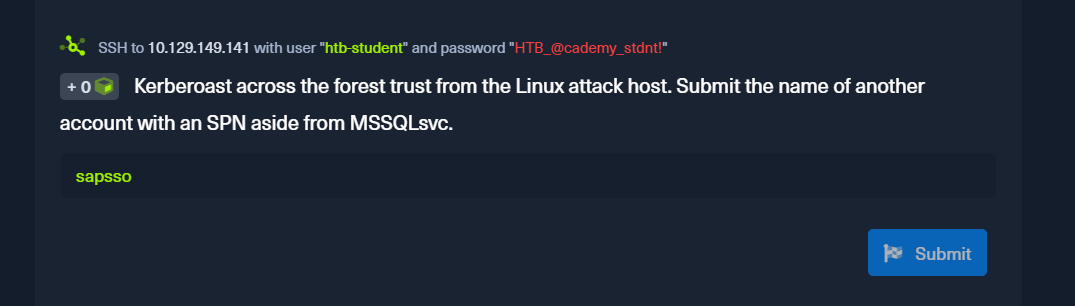 SSH to 10.129.149.141 with user "htb-student" and password "HTB_@cademy_stdnt!"
+ 0 Kerberoast across the forest trust from the Linux attack host. Submit the name of another
account with an SPN aside from MSSQLsvc.
sapsso
Submit